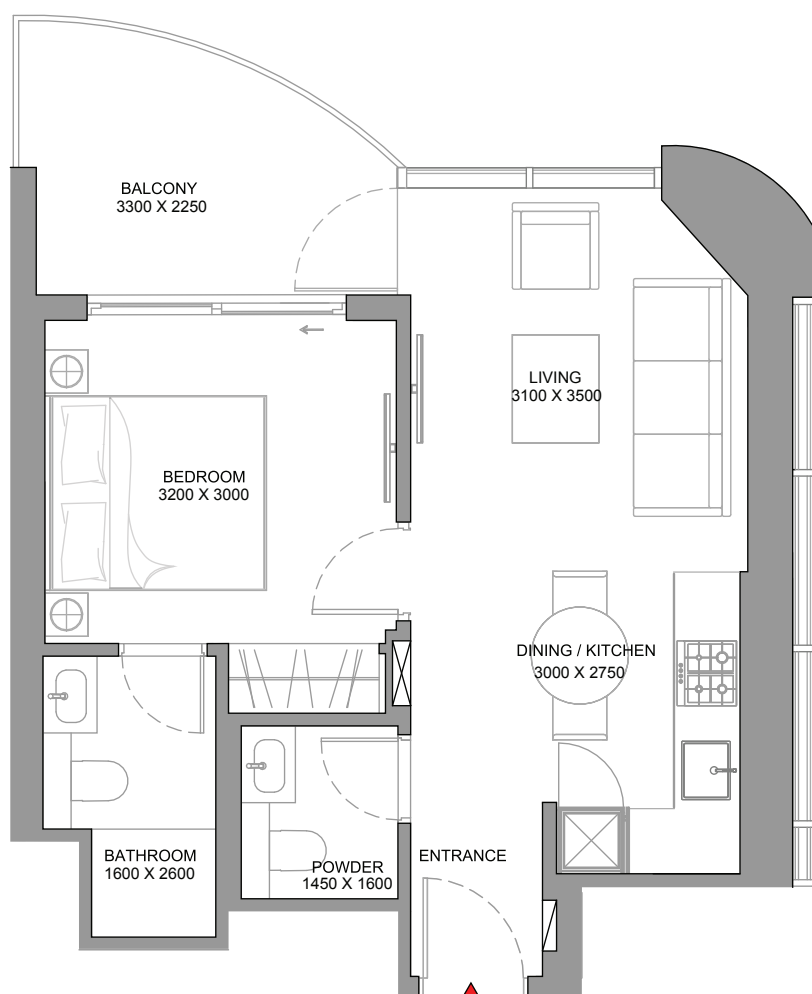 BALCONY
3300 X 2250
LIVING
3100 X 3500
BEDROOM
3200 X 3000
DINING / KITCHEN
3000 X 2750
BATHROOM
1600 X 2600
POWDER
1450 X 1600
ENTRANCE